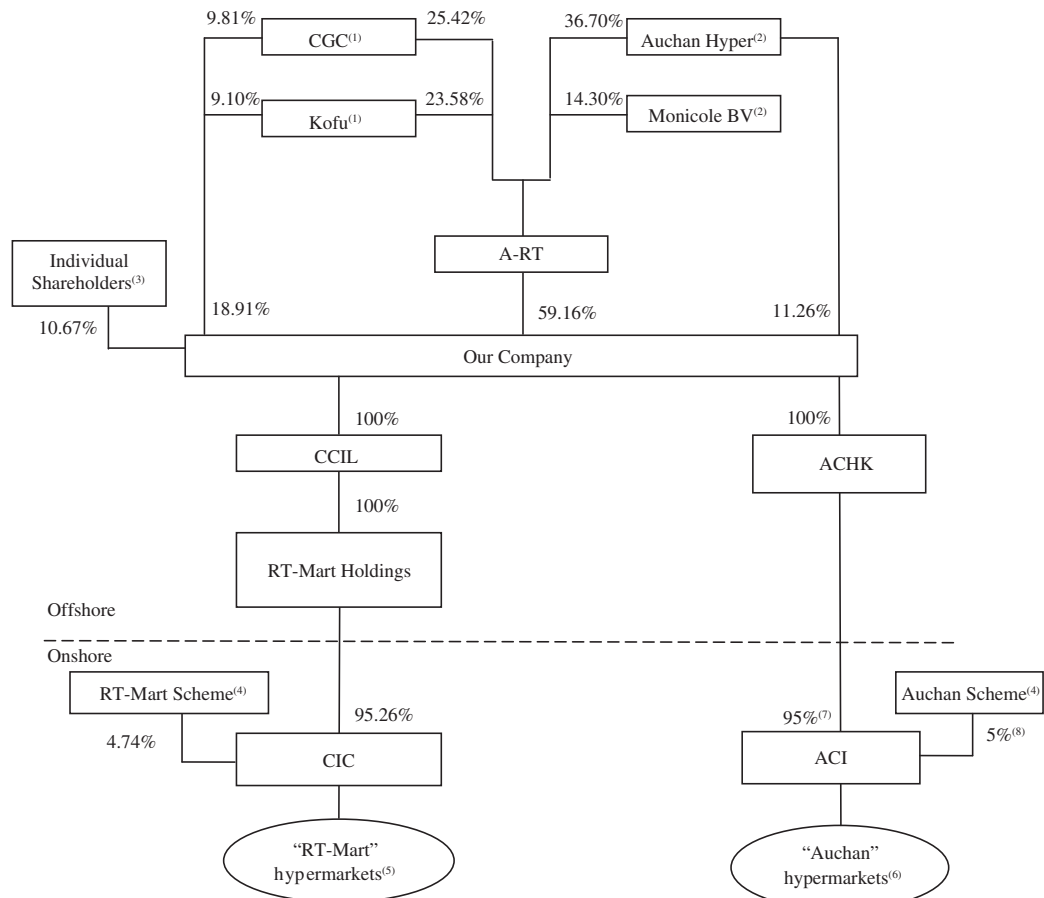 9.81%
25.42%
36.70%
CGC(1)
Auchan Hyper(2)
9.10%
23.58%
14.30%
Kofu(1)
Monicole BV(2)
A-RT
Individual
Shareholders(3)
10.67%
18.91%
59.16%
11.26%
Our Company
100%
100%
CCIL
ACHK
100%
RT-Mart Holdings
Offshore
Onshore
RT-Mart Scheme(4)
Auchan Scheme(4)
95.26%
95%(7)
4.74%
5%(8)
CIC
ACI
“RT-Mart”
hypermarkets(5)
“Auchan”
hypermarkets(6)